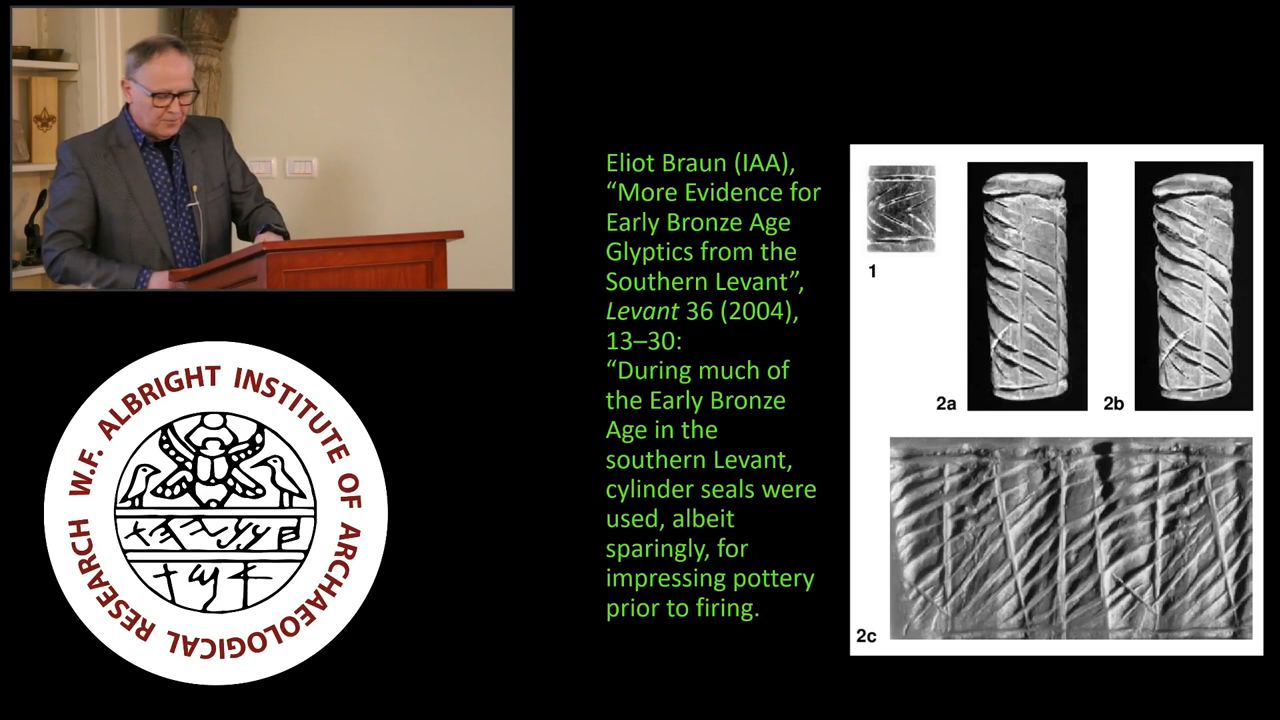 Eliot Braun (IAA),
“More Evidence for
Early Bronze Age
Glyptics from the
Southern Levant”,
Levant 36 (2004),
13–30:
“During much of
the Early Bronze
Age in the
southern Levant,
cylinder seals were
used, albeit
sparingly, for
impressing pottery
prior to firing.
1
2a
2b
2c
W.F. ALBRIGHT INSTITUTE OF ARCHAEOLOGICAL RESEARCH